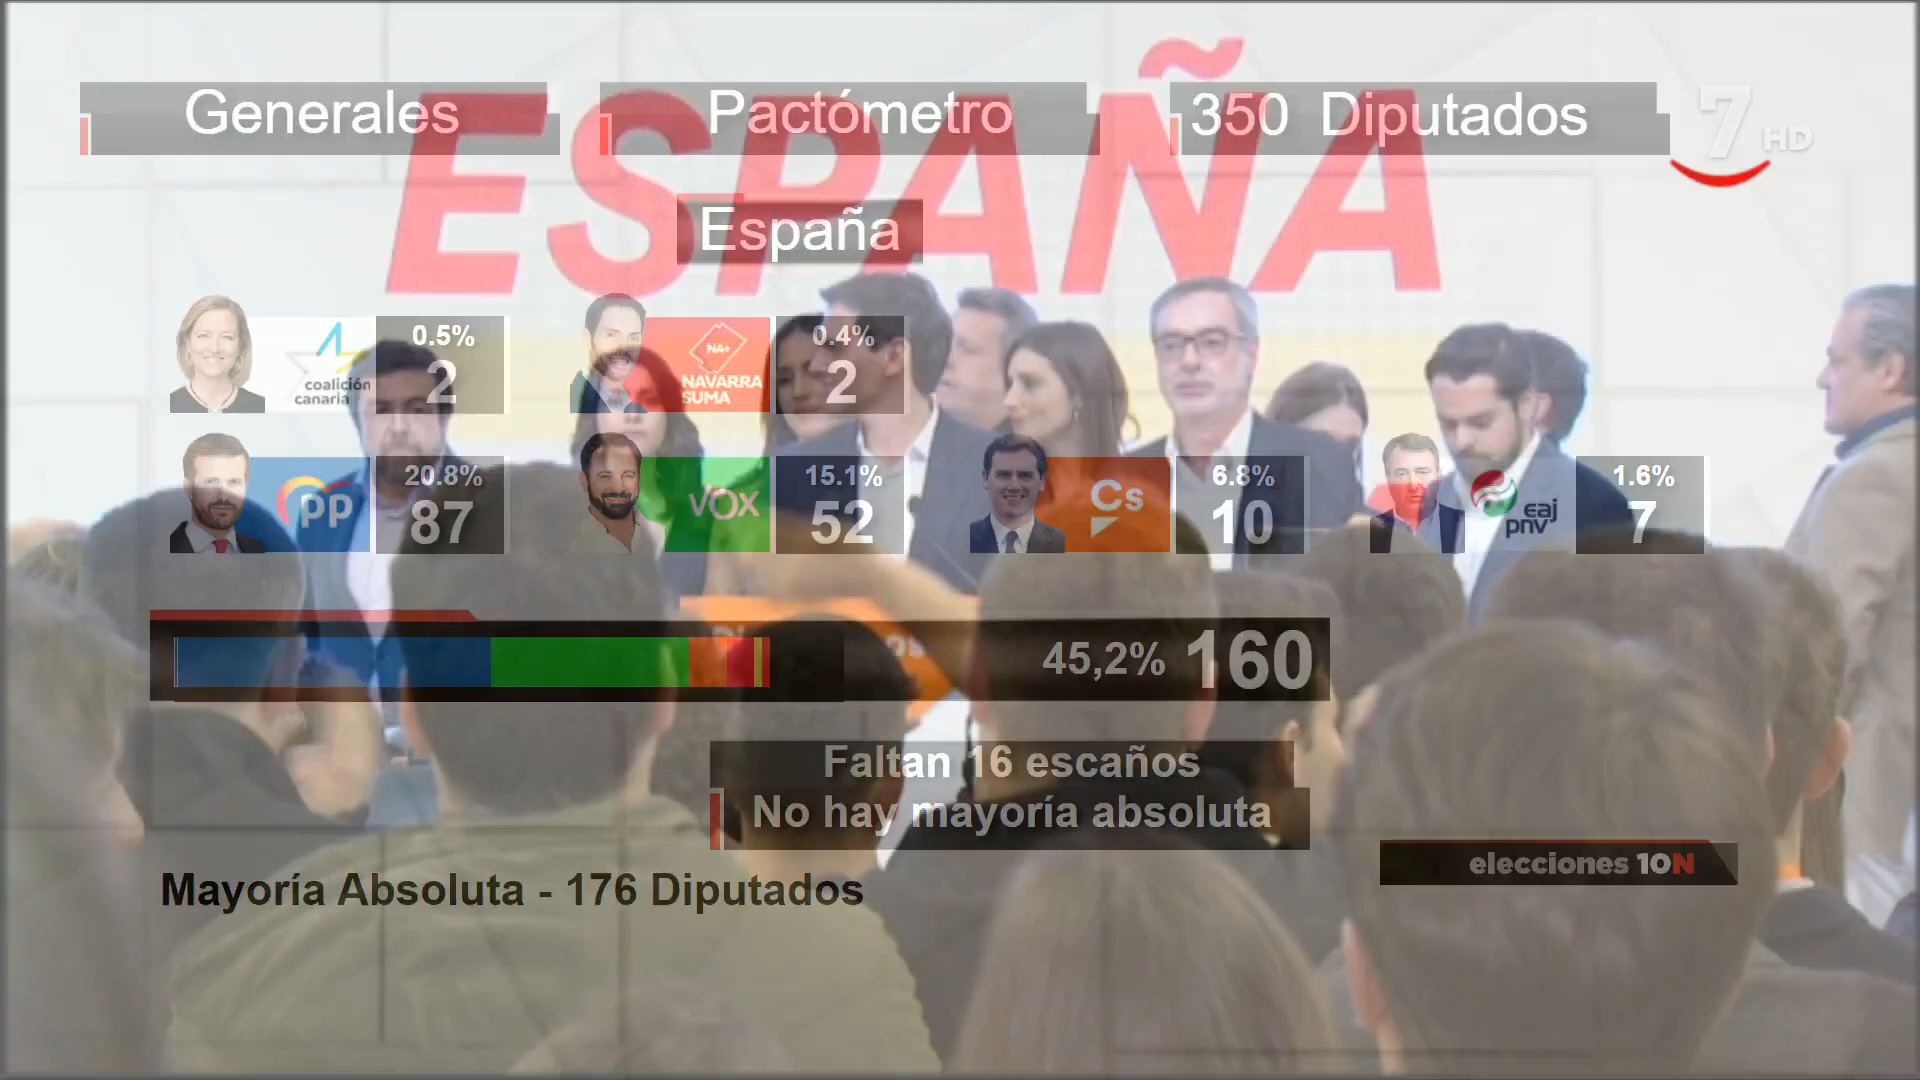 ESPAÑA
Generales
Pactómetro
350 Diputados
7 HD
España
coalición
canaria
0.5%
2
NA+
NAVARRA
SUMA
0.4%
2
pp
20.8%
87
VOX
15.1%
52
Cs
6.8%
10
eaj
pnv
1.6%
7
45,2% 160
Faltan 16 escaños
No hay mayoría absoluta
elecciones 10N
Mayoría Absoluta - 176 Diputados